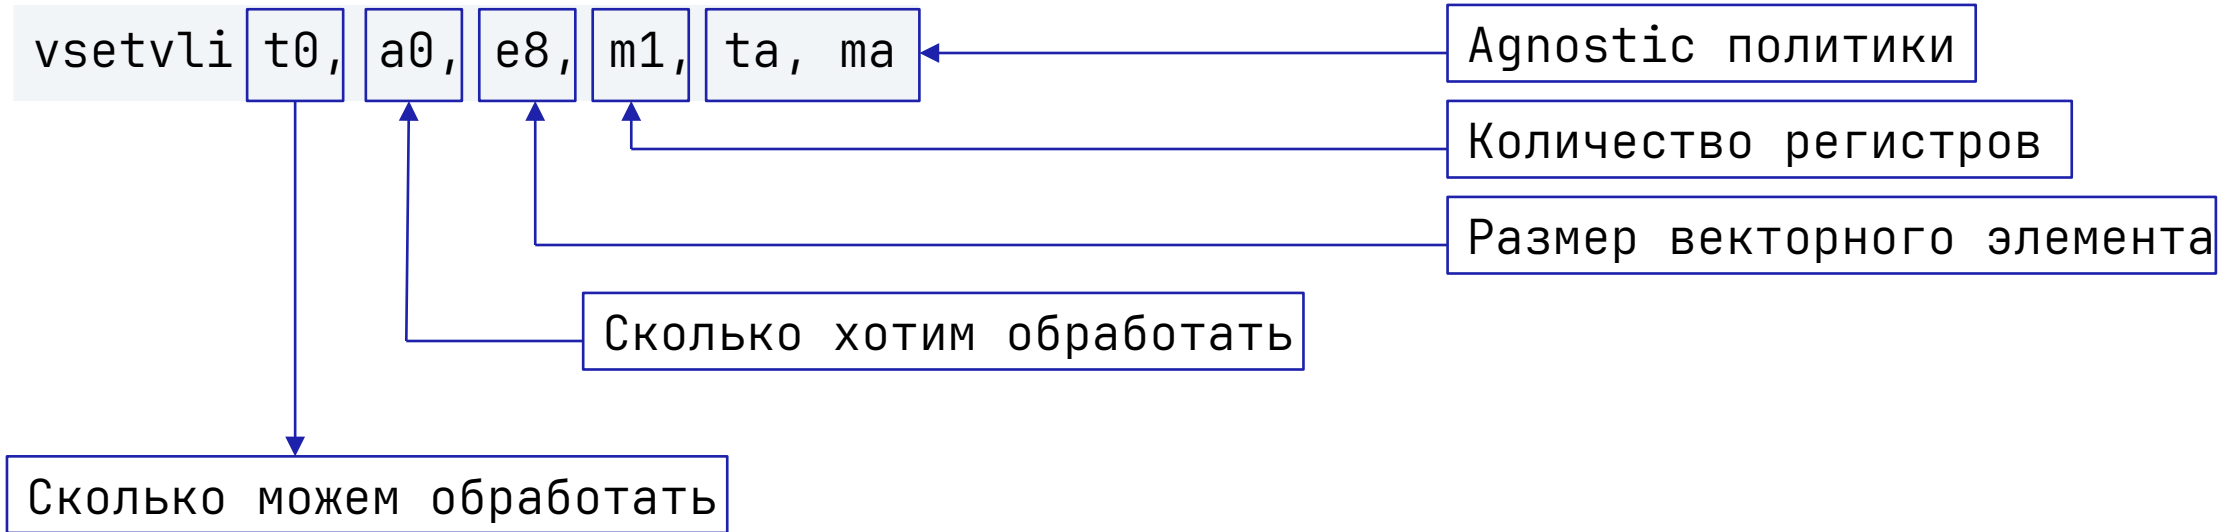 vsetvli t0, a0, e8, m1, ta, ma
Agnostic политики
Количество регистров
Размер векторного элемента
Сколько хотим обработать
Сколько можем обработать